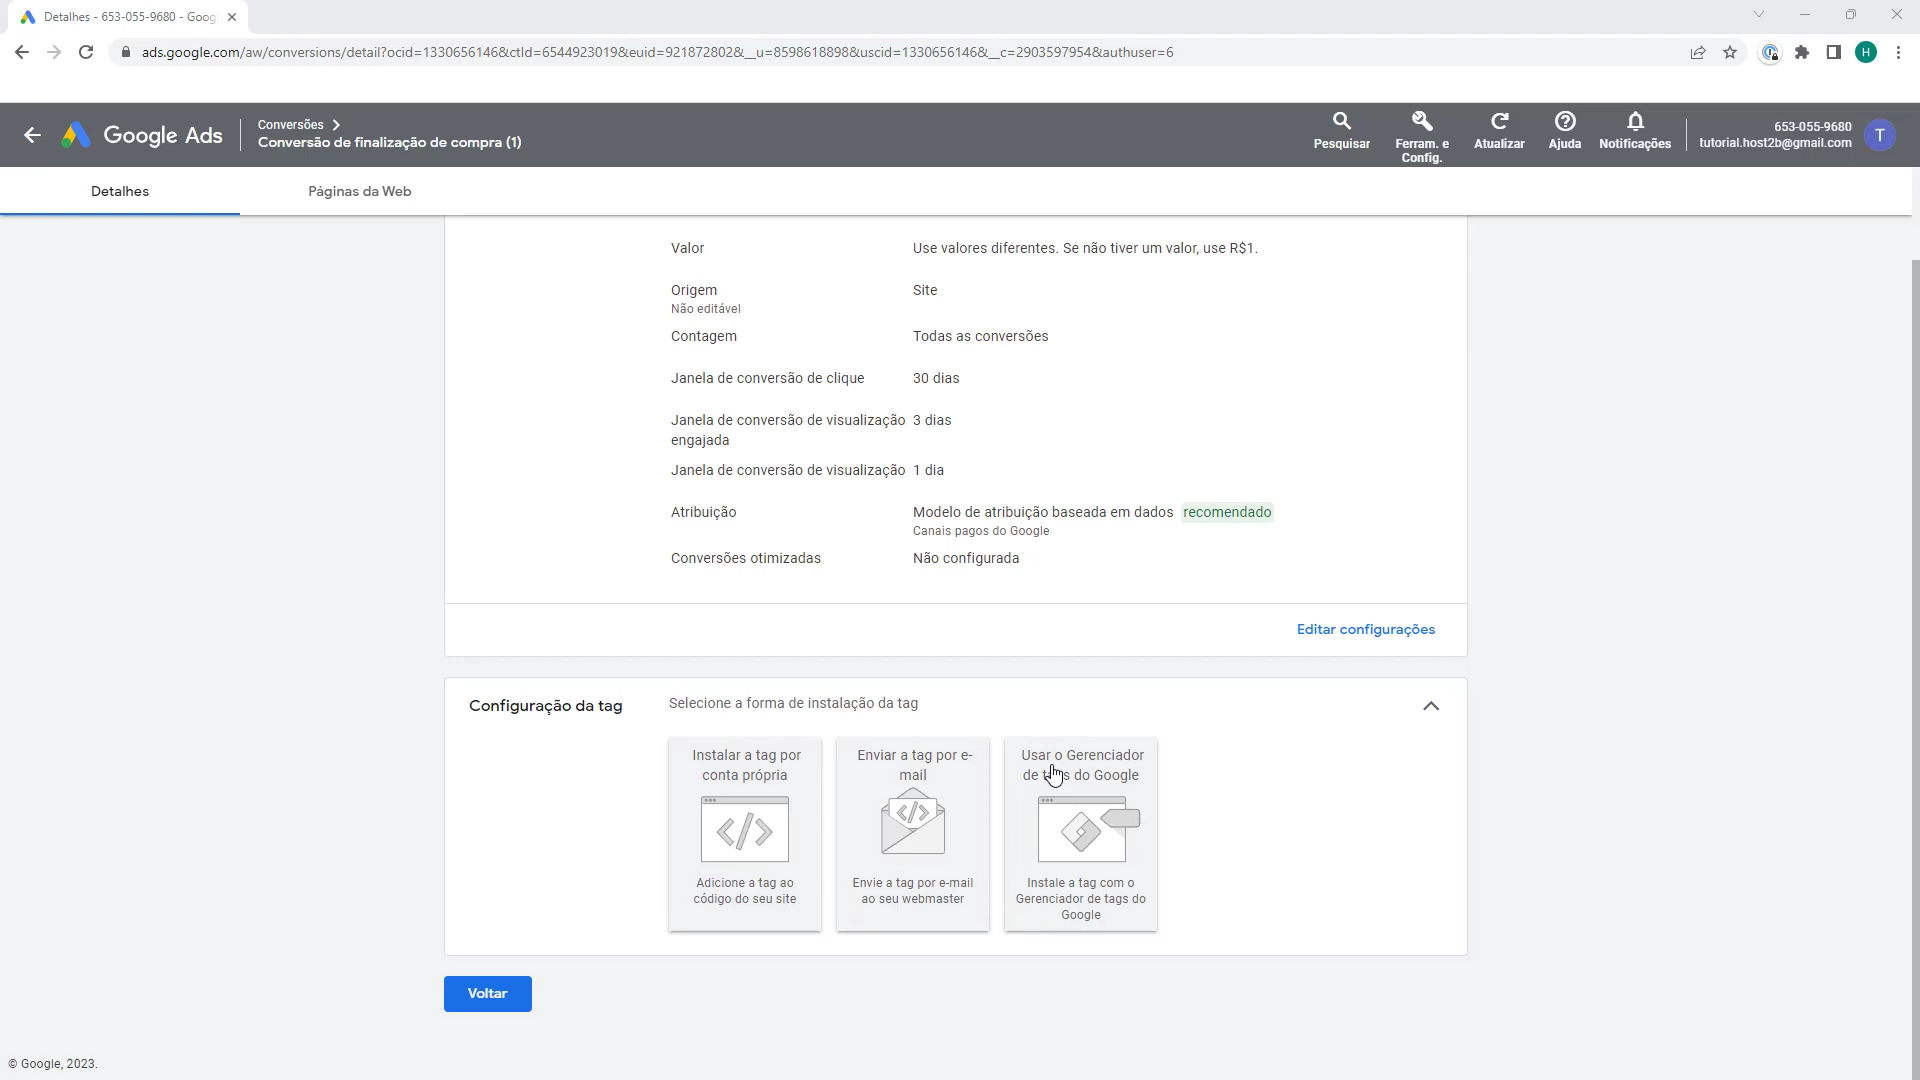 Detalhes - 653-055-9680 - Goog
ads.google.com/aw/conversions/detail?ocid=1330656146&ctId=6544923019&euid=921872802&__u=8598618898&uscid=1330656146&__c=2903597954&authuser=6
H
Google Ads
Conversões
Conversão de finalização de compra (1)
Pesquisar
Ferram. e
Config.
Atualizar
Ajuda
Notificações
653-055-9680
tutorial.host2b@gmail.com
T
Detalhes
Páginas da Web
Valor
Use valores diferentes. Se não tiver um valor, use R$1.
Origem
Site
Não editável
Contagem
Todas as conversões
Janela de conversão de clique
30 dias
Janela de conversão de visualização
engajada
3 dias
Janela de conversão de visualização
1 dia
Atribuição
Modelo de atribuição baseada em dados recomendado
Canais pagos do Google
Conversões otimizadas
Não configurada
Editar configurações
Configuração da tag
Selecione a forma de instalação da tag
Instalar a tag por
conta própria
Adicione a tag ao
código do seu site
Enviar a tag por e-
mail
Envie a tag por e-mail
ao seu webmaster
Usar o Gerenciador
de tags do Google
Instale a tag com o
Gerenciador de tags do
Google
Voltar
© Google, 2023.